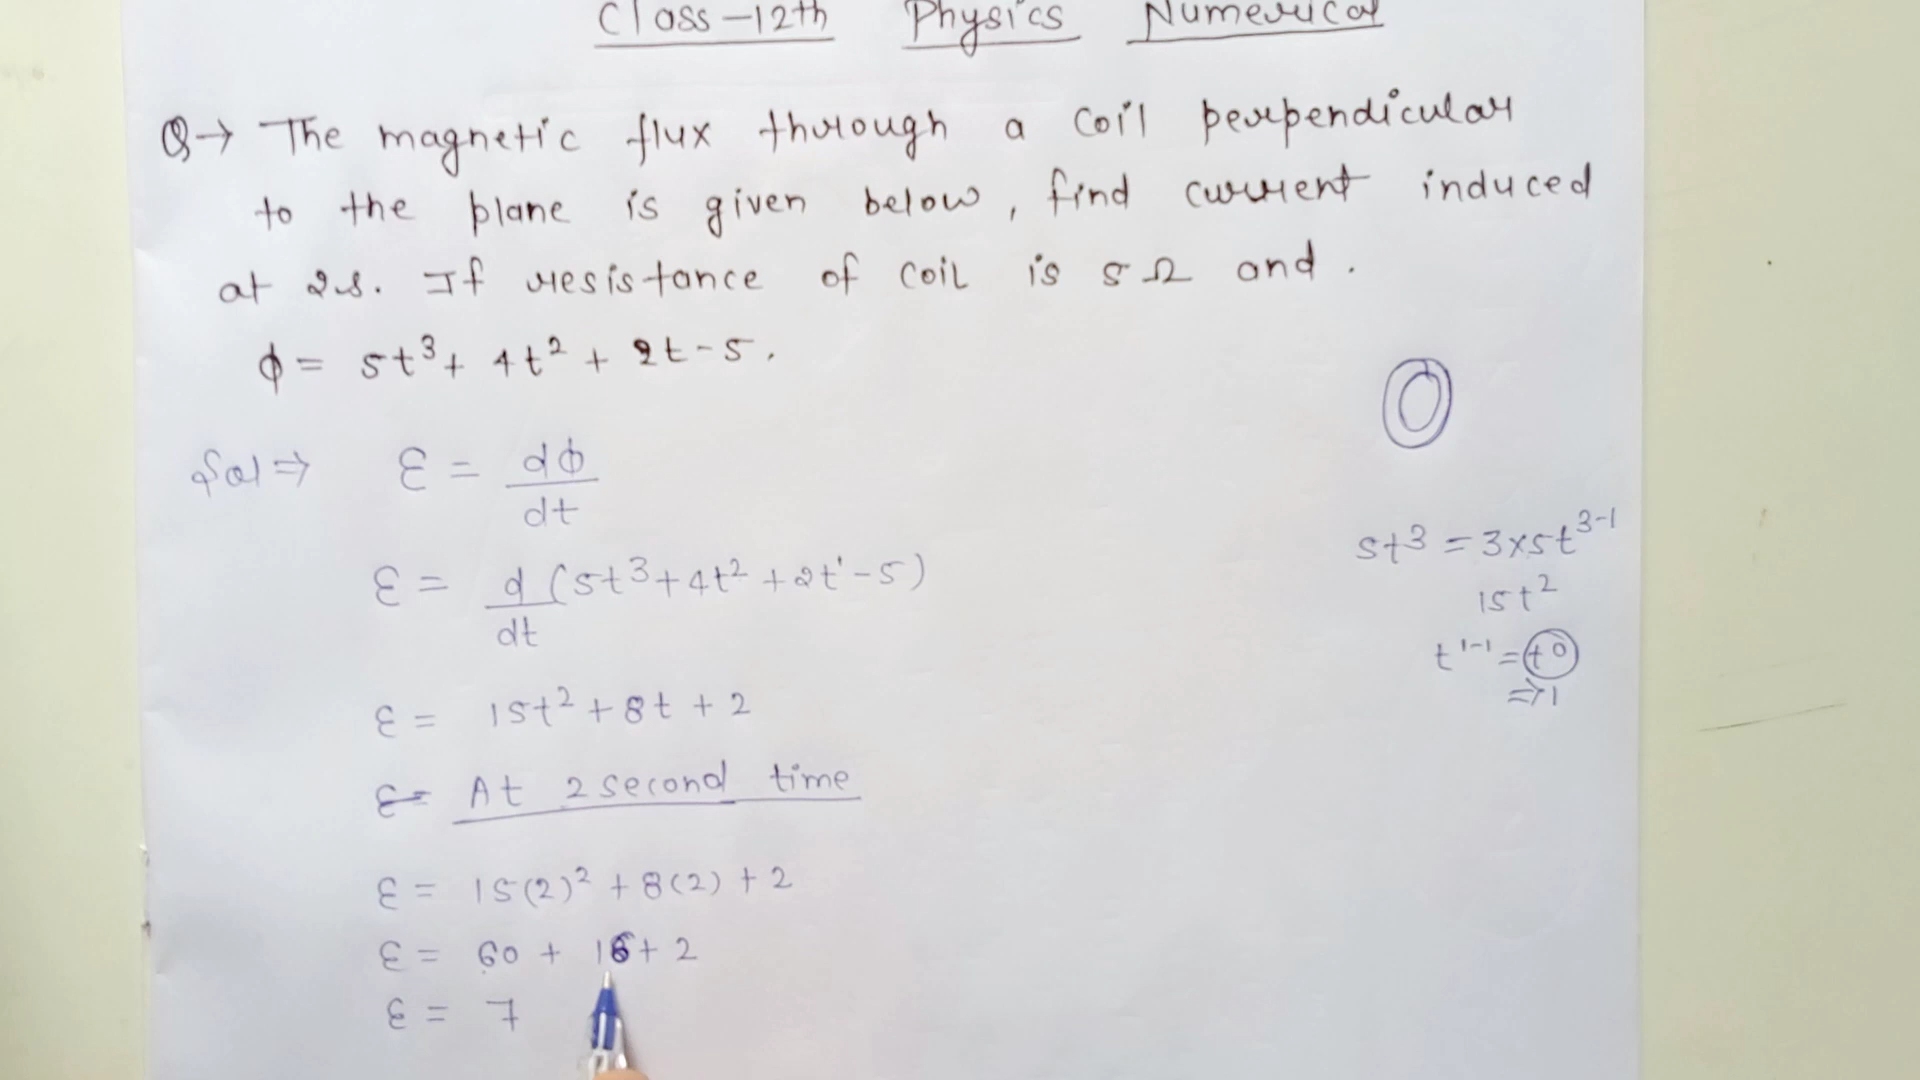 Class-12th Physics Numerical
Q→ The magnetic flux through a coil perpendicular
to the plane is given below, find current induced
at 2s. If resistance of coil is 5Ω and.
ϕ = 5t³ + 4t² + 2t - 5.
Sol⇒ ε = dϕ/dt
ε = d/dt (5t³+4t²+2t¹-5)
ε = 15t² + 8t + 2
ε= At 2 second time
ε = 15(2)² + 8(2) + 2
ε = 60 + 16 + 2
ε = 7
5t³ = 3×5t³⁻¹
15t²
t¹⁻¹ = t⁰
⇒1